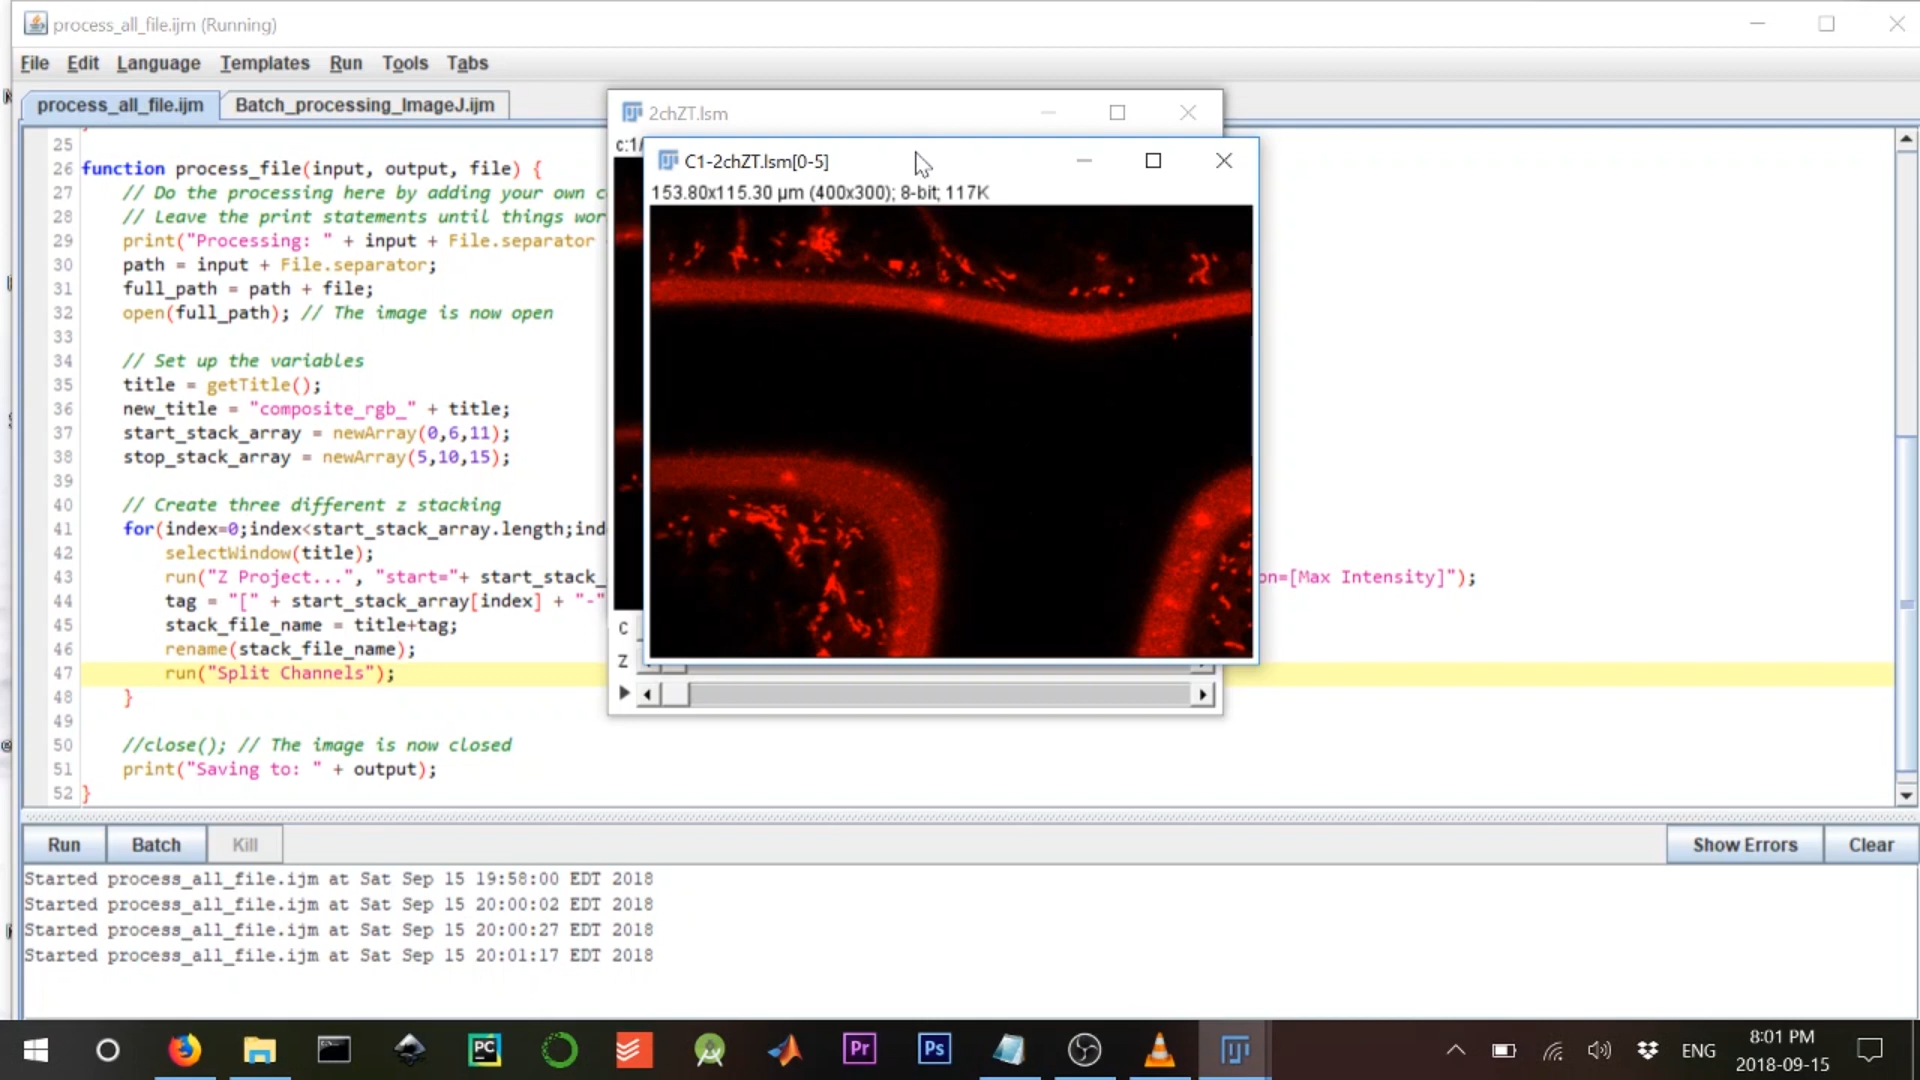 process_all_file.ijm (Running)
File Edit Language Templates Run Tools Tabs
process_all_file.ijm Batch_processing_ImageJ.ijm
25
26 function process_file(input, output, file) {
27 // Do the processing here by adding your own c
28 // Leave the print statements until things wor
29 print("Processing: " + input + File.separator
30 path = input + File.separator;
31 full_path = path + file;
32 open(full_path); // The image is now open
33
34 // Set up the variables
35 title = getTitle();
36 new_title = "composite_rgb_" + title;
37 start_stack_array = newArray(0,6,11);
38 stop_stack_array = newArray(5,10,15);
39
40 // Create three different z stacking
41 for(index=0;index<start_stack_array.length;ind
42 selectWindow(title);
43 run("Z Project...", "start="+ start_stack_ on=[Max Intensity]");
44 tag = "[" + start_stack_array[index] + "-"
45 stack_file_name = title+tag;
46 rename(stack_file_name);
47 run("Split Channels");
48 }
49
50 //close(); // The image is now closed
51 print("Saving to: " + output);
52 }
2chZT.lsm
c:1/
C1-2chZT.lsm[0-5]
153.80x115.30 µm (400x300); 8-bit; 117K
C
Z
Run Batch Kill Show Errors Clear
Started process_all_file.ijm at Sat Sep 15 19:58:00 EDT 2018
Started process_all_file.ijm at Sat Sep 15 20:00:02 EDT 2018
Started process_all_file.ijm at Sat Sep 15 20:00:27 EDT 2018
Started process_all_file.ijm at Sat Sep 15 20:01:17 EDT 2018
PC Pr Ps ENG
8:01 PM
2018-09-15